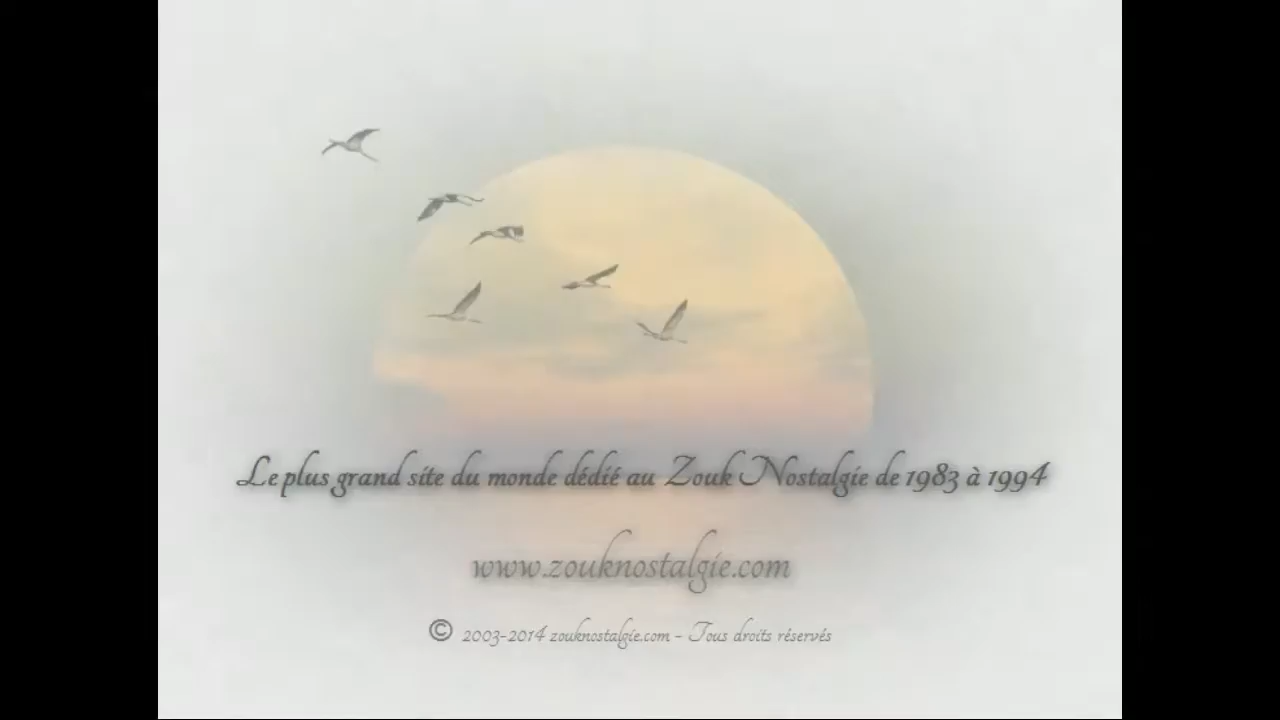 Le plus grand site du monde dédié au Zouk Nostalgie de 1983 à 1994
www.zouknostalgie.com
© 2003-2014 zouknostalgie.com - Tous droits réservés